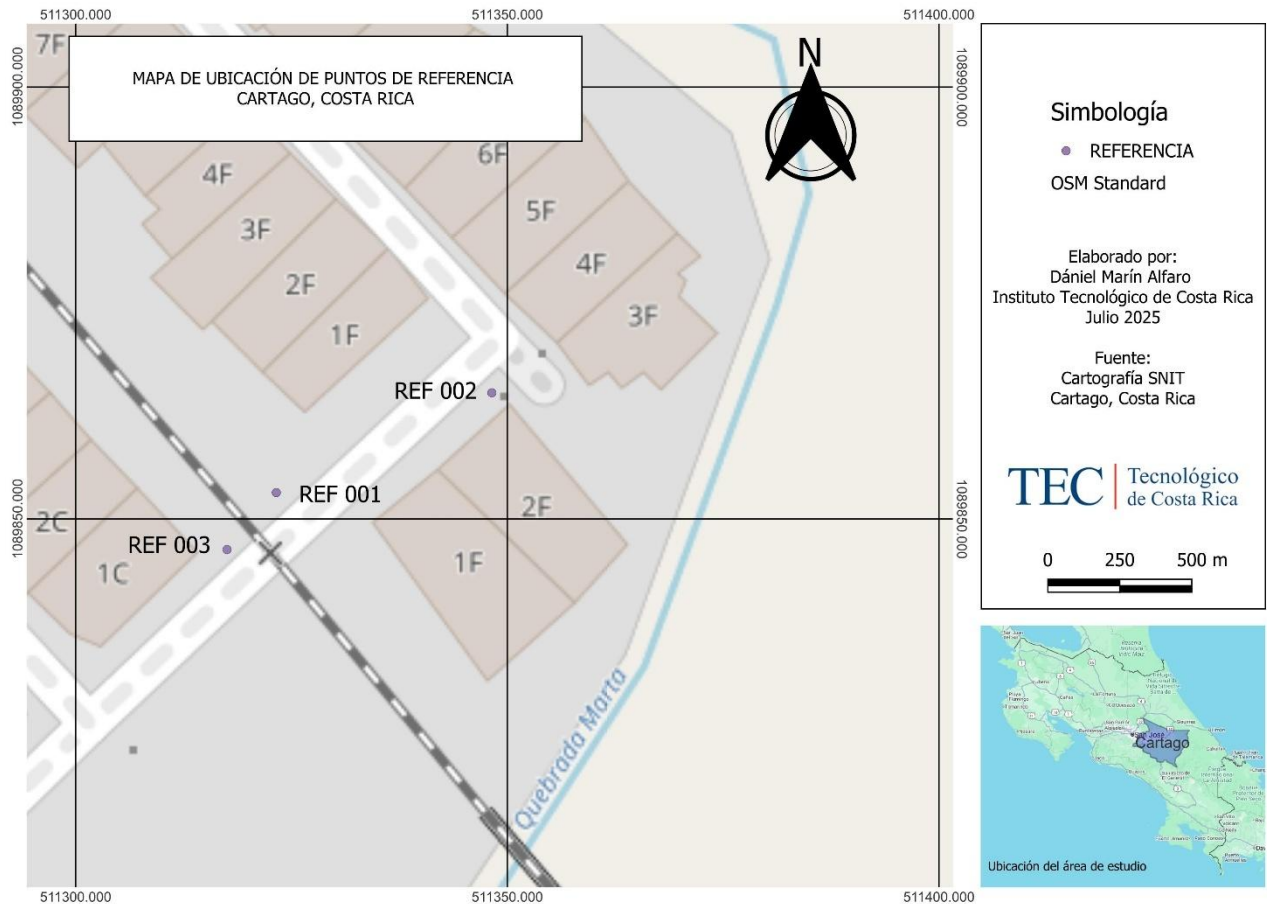 511300.000
511350.000
511400.000
1089900.000
1089900.000
1089850.000
1089850.000
511300.000
511350.000
511400.000
MAPA DE UBICACIÓN DE PUNTOS DE REFERENCIA
CARTAGO, COSTA RICA
N
7F
4F
3F
2F
1F
6F
5F
4F
3F
REF 002
REF 001
REF 003
2C
1C
2F
1F
Quebrada Marta
Simbología
REFERENCIA
OSM Standard
Elaborado por:
Dániel Marín Alfaro
Instituto Tecnológico de Costa Rica
Julio 2025
Fuente:
Cartografía SNIT
Cartago, Costa Rica
TEC
Tecnológico
de Costa Rica
0 250 500 m
San José
Cartago
Ubicación del área de estudio